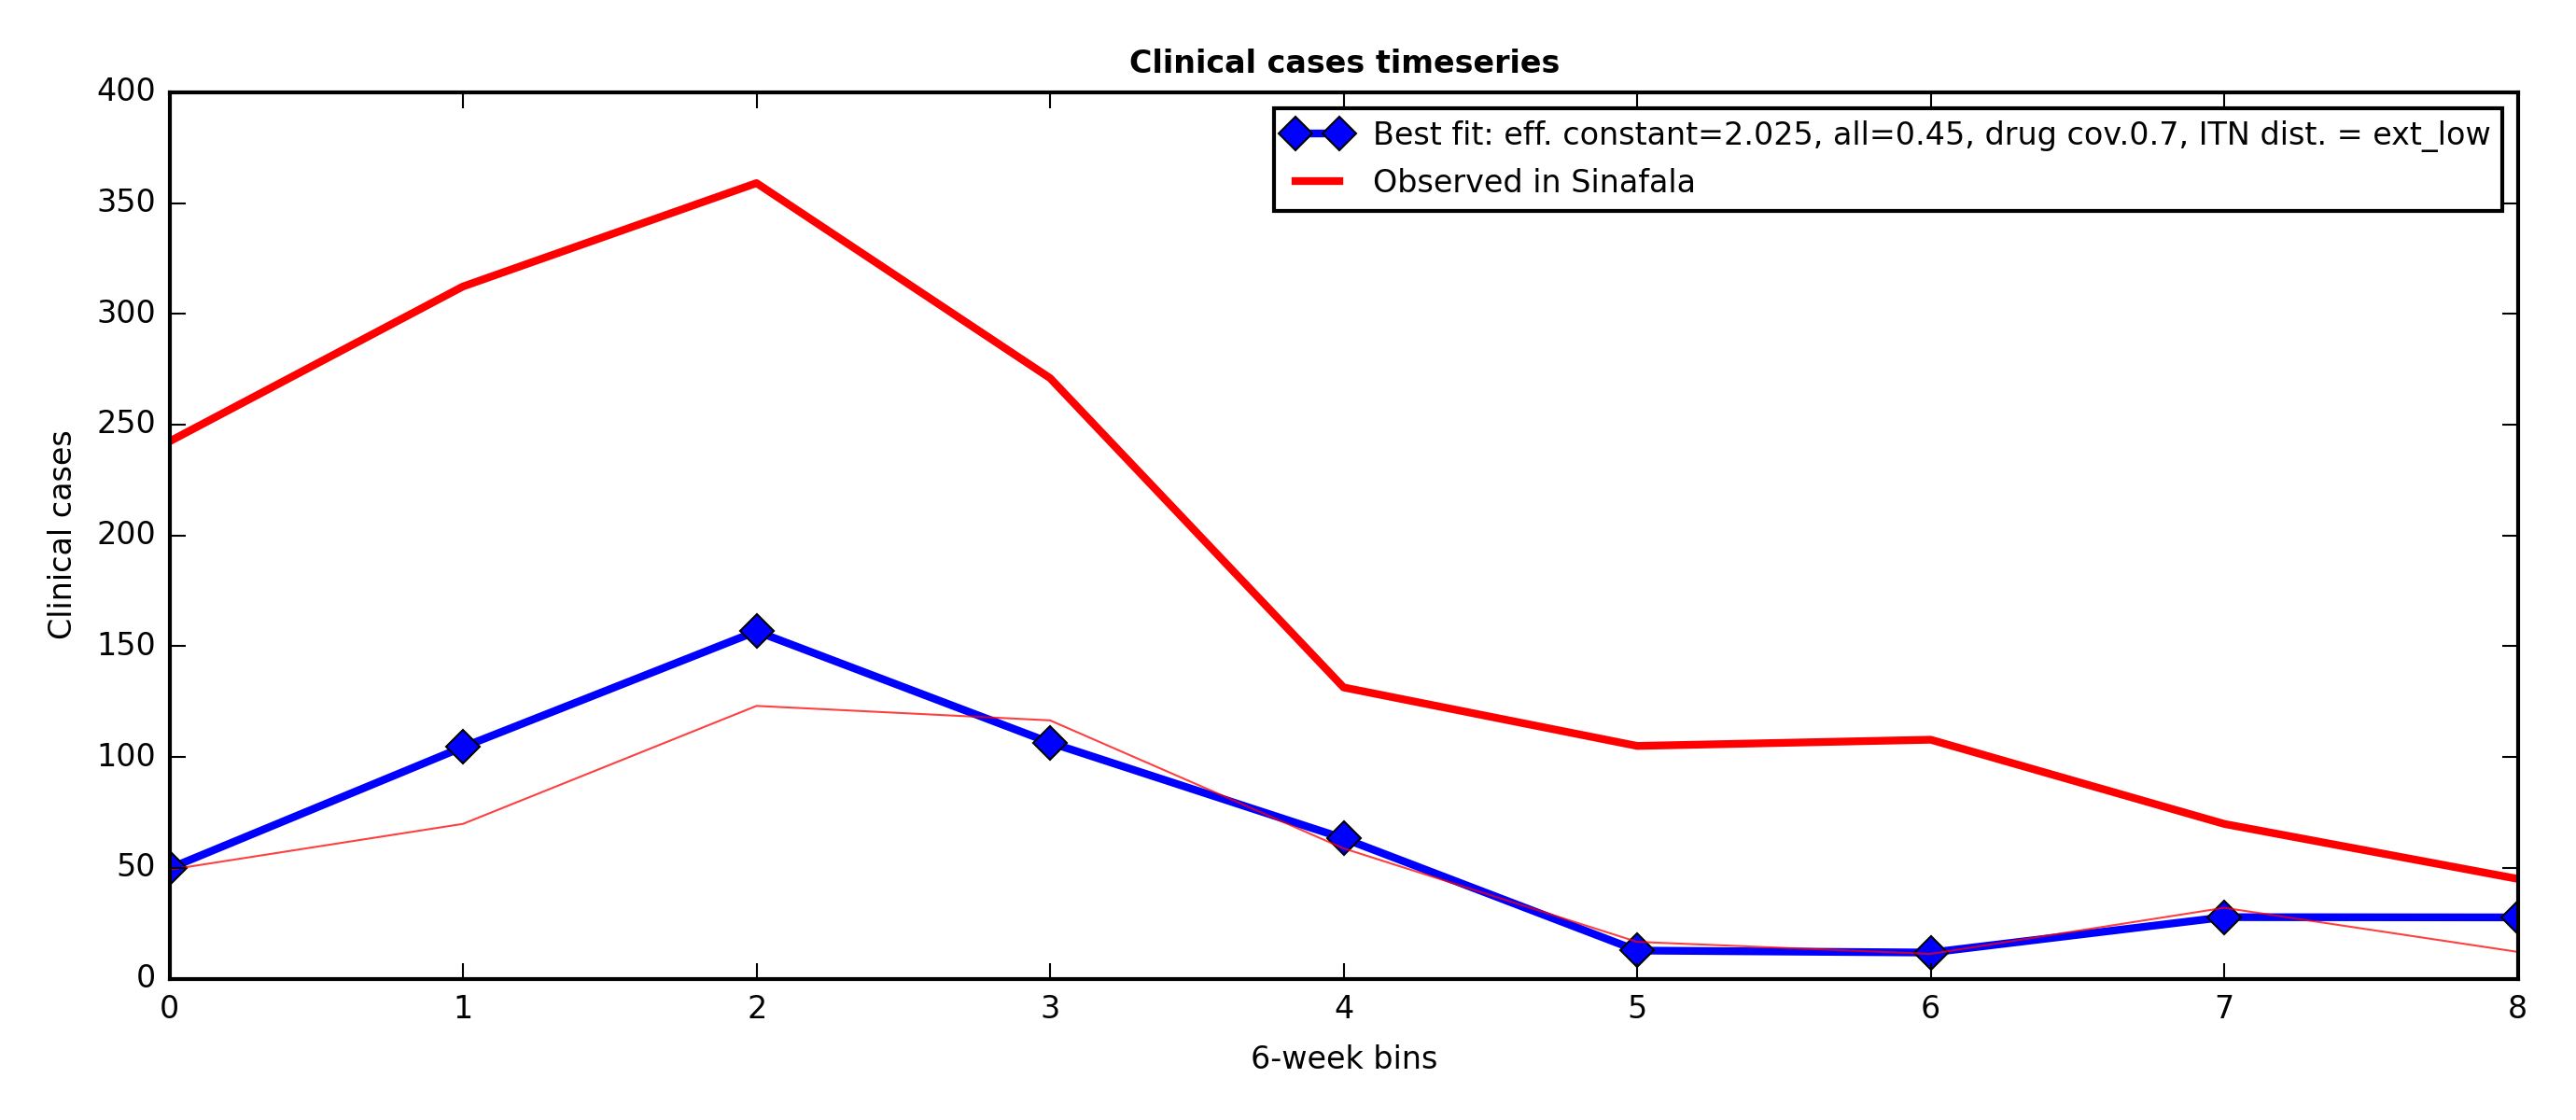 Clinical cases timeseries
400
350
300
250
200
150
100
50
0
Clinical cases
Best fit: eff. constant=2.025, all=0.45, drug cov.0.7, ITN dist. = ext_low
Observed in Sinafala
0 1 2 3 4 5 6 7 8
6-week bins